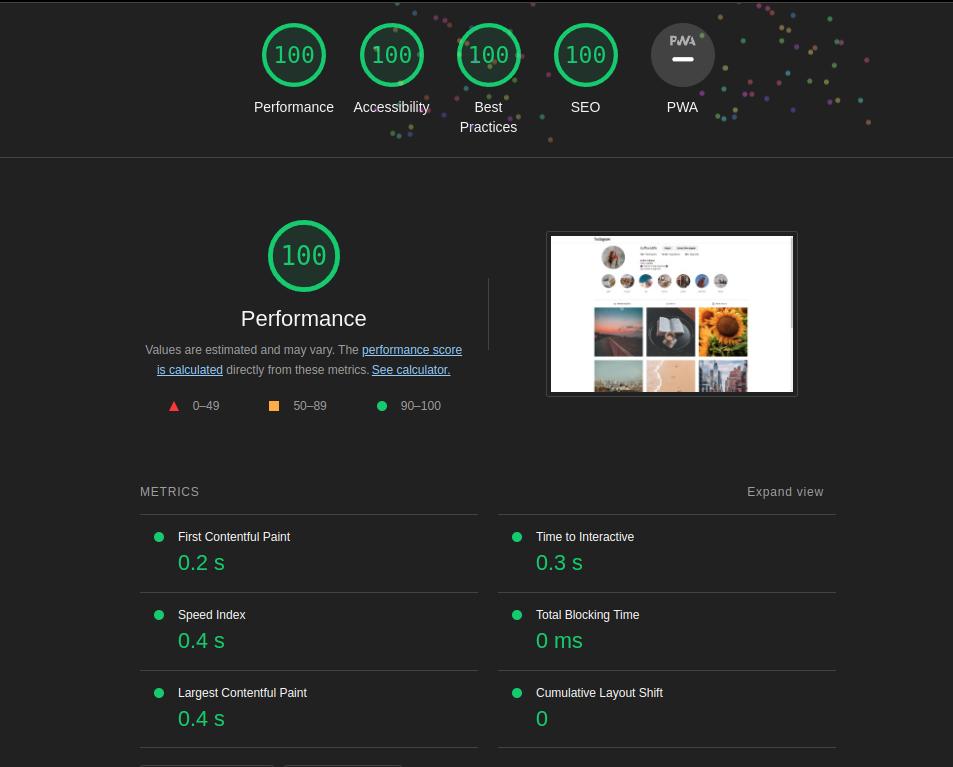 100
100
100
100
PWA
Performance
Accessibility
Best
Practices
SEO
PWA
100
Performance
Values are estimated and may vary. The performance score
is calculated directly from these metrics. See calculator.
0–49
50–89
90–100
Instagram
METRICS
Expand view
First Contentful Paint
0.2 s
Time to Interactive
0.3 s
Speed Index
0.4 s
Total Blocking Time
0 ms
Largest Contentful Paint
0.4 s
Cumulative Layout Shift
0